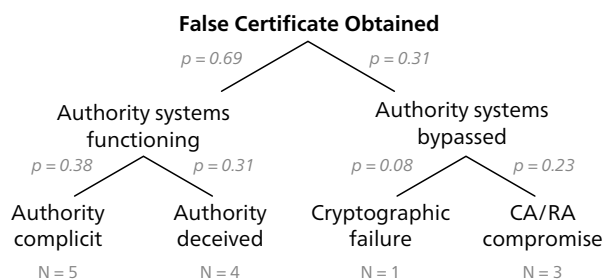 False Certificate Obtained
p = 0.69
p = 0.31
Authority systems
functioning
Authority systems
bypassed
p = 0.38
p = 0.31
p = 0.08
p = 0.23
Authority
complicit
Authority
deceived
Cryptographic
failure
CA/RA
compromise
N = 5
N = 4
N = 1
N = 3